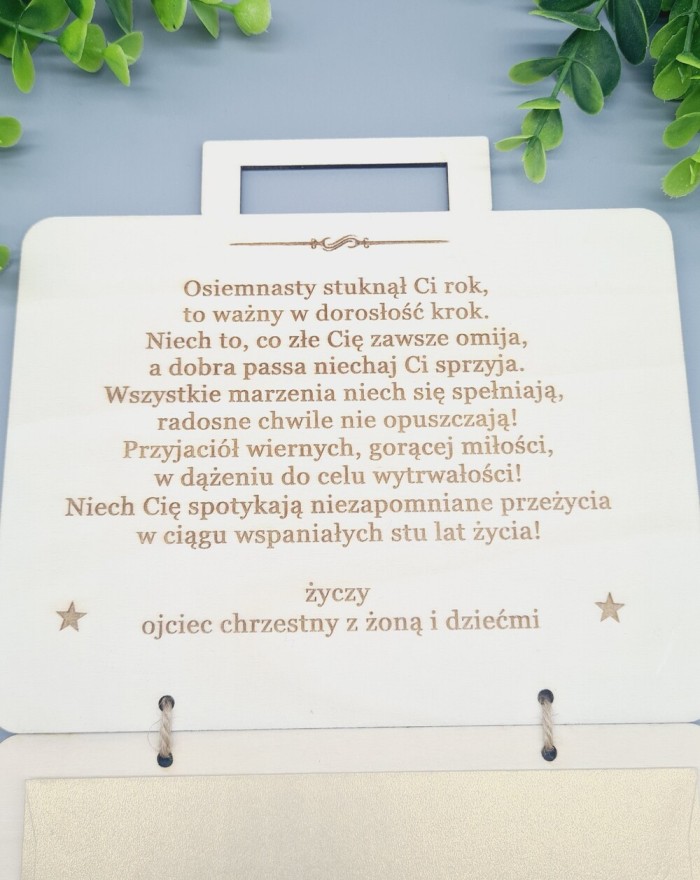 Osiemnasty stuknął Ci rok,
to ważny w dorosłość krok.
Niech to, co złe Cię zawsze omija,
a dobra passa niechaj Ci sprzyja.
Wszystkie marzenia niech się spełniają,
radosne chwile nie opuszczają!
Przyjaciół wiernych, gorącej miłości,
w dążeniu do celu wytrwałości!
Niech Cię spotykają niezapomniane przeżycia
w ciągu wspaniałych stu lat życia!
życzy
ojciec chrzestny z żoną i dziećmi